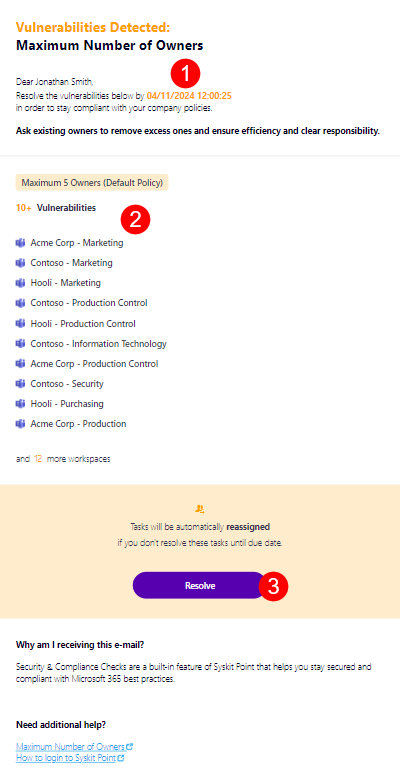 Vulnerabilities Detected:
Maximum Number of Owners
1
Dear Jonathan Smith,
Resolve the vulnerabilities below by 04/11/2024 12:00:25
in order to stay compliant with your company policies.
Ask existing owners to remove excess ones and ensure efficiency and clear responsibility.
Maximum 5 Owners (Default Policy)
10+ Vulnerabilities
2
Acme Corp - Marketing
Contoso - Marketing
Hooli - Marketing
Contoso - Production Control
Hooli - Production Control
Contoso - Information Technology
Acme Corp - Production Control
Contoso - Security
Hooli - Purchasing
Acme Corp - Production
and 12 more workspaces
Tasks will be automatically reassigned
if you don't resolve these tasks until due date.
Resolve
3
Why am I receiving this e-mail?
Security & Compliance Checks are a built-in feature of Syskit Point that helps you stay secured and
compliant with Microsoft 365 best practices.
Need additional help?
Maximum Number of Owners
How to login to Syskit Point